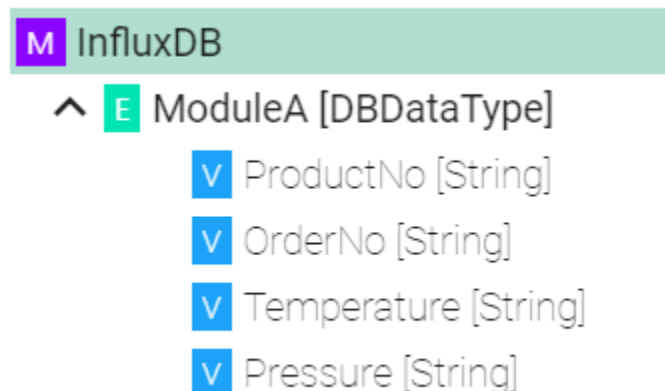 M InfluxDB
E ModuleA [DBDataType]
V ProductNo [String]
V OrderNo [String]
V Temperature [String]
V Pressure [String]